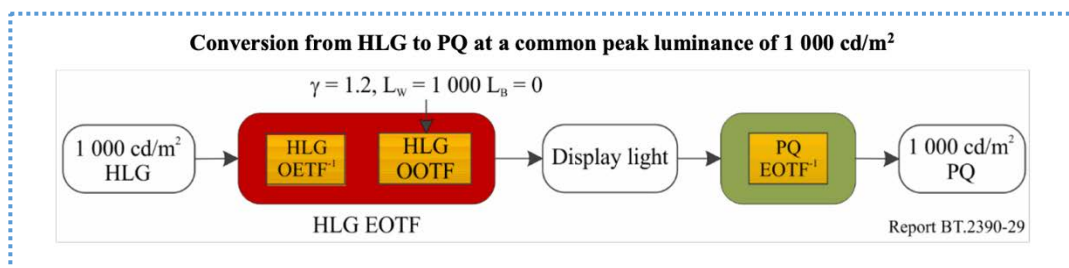 Conversion from HLG to PQ at a common peak luminance of 1 000 cd/m²
γ = 1.2, L_W = 1 000 L_B = 0
1 000 cd/m²
HLG
HLG
OETF⁻¹
HLG
OOTF
Display light
PQ
EOTF⁻¹
1 000 cd/m²
PQ
HLG EOTF
Report BT.2390-29